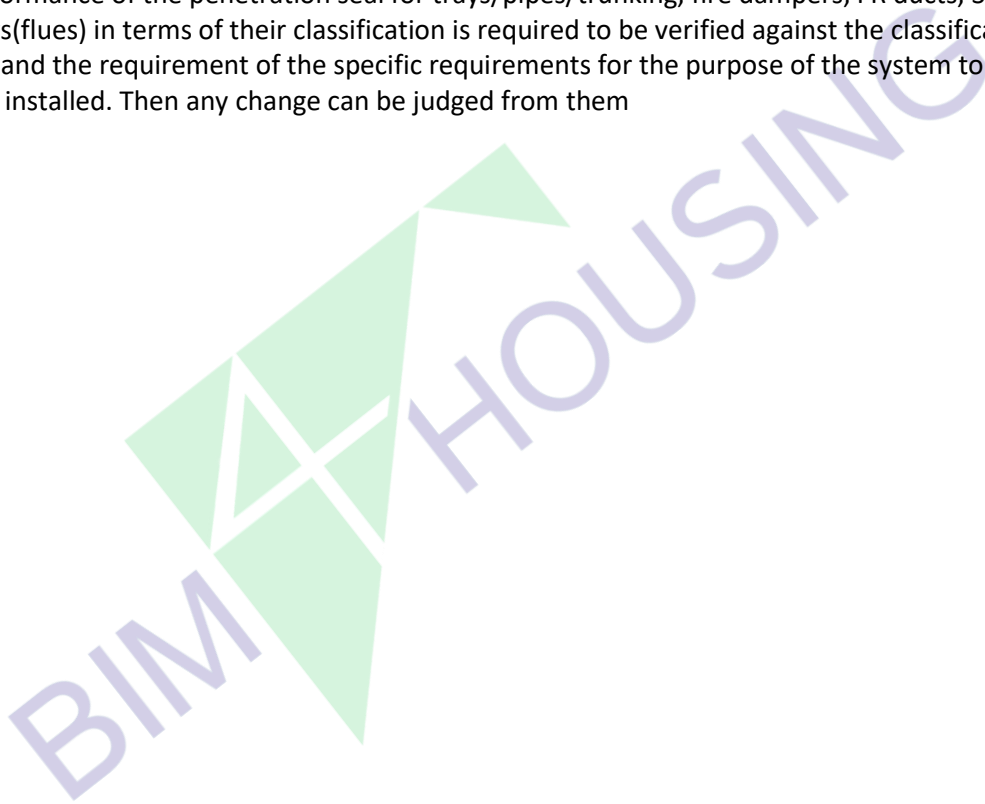 s(flues) in terms of their classification is required to be verified against the
and the requirement of the specific requirements for the purpose of the system to
installed. Then any change can be judged from them
BIM 4 HOUSING